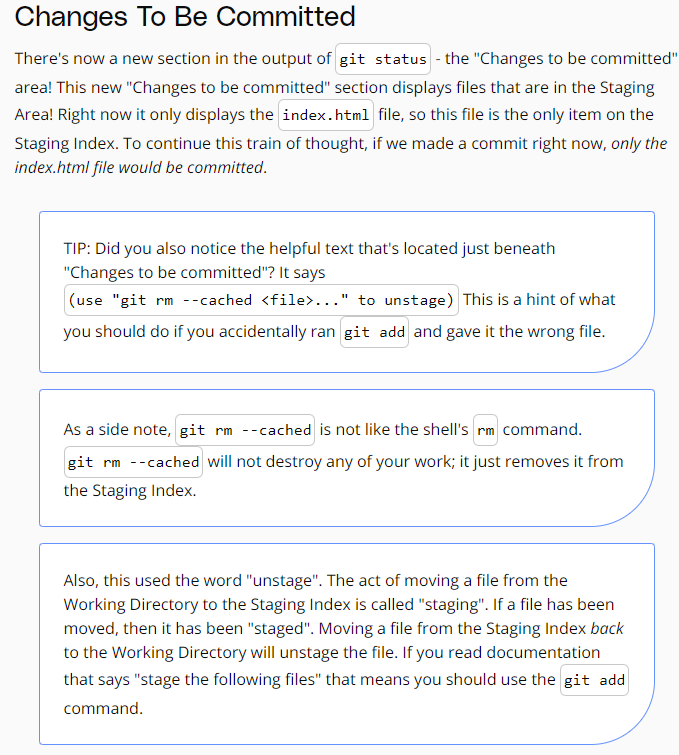 Changes To Be Committed
There's now a new section in the output of git status - the "Changes to be committed"
area! This new "Changes to be committed" section displays files that are in the Staging
Area! Right now it only displays the index.html file, so this file is the only item on the
Staging Index. To continue this train of thought, if we made a commit right now, only the
index.html file would be committed.
TIP: Did you also notice the helpful text that's located just beneath
"Changes to be committed"? It says
(use "git rm --cached <file>..." to unstage) This is a hint of what
you should do if you accidentally ran git add and gave it the wrong file.
As a side note, git rm --cached is not like the shell's rm command.
git rm --cached will not destroy any of your work; it just removes it from
the Staging Index.
Also, this used the word "unstage". The act of moving a file from the
Working Directory to the Staging Index is called "staging". If a file has been
moved, then it has been "staged". Moving a file from the Staging Index back
to the Working Directory will unstage the file. If you read documentation
that says "stage the following files" that means you should use the git add
command.